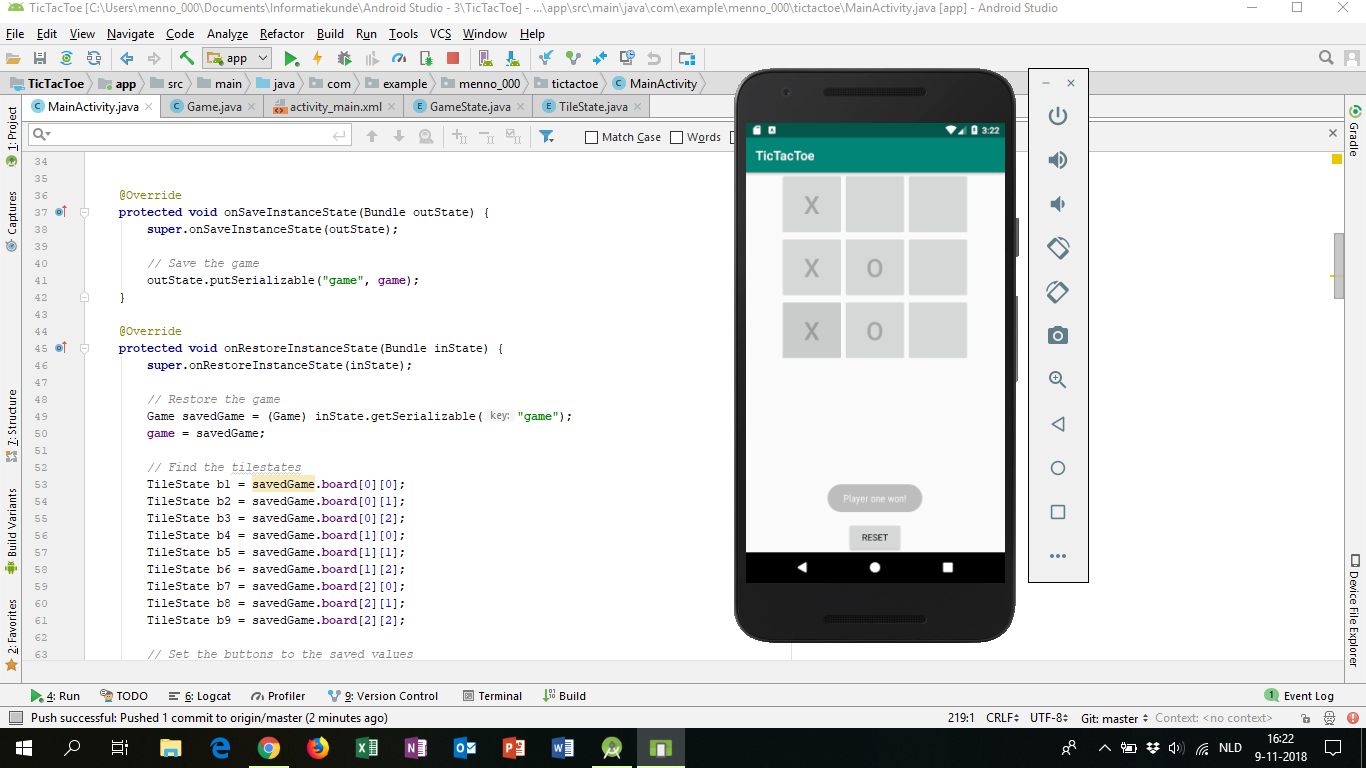 TicTacToe [C:\Users\menno_000\Documents\Informatiekunde\Android Studio - 3\TicTacToe] - ...\app\src\main\java\com\example\menno_000\tictactoe\MainActivity.java [app] - Android Studio
File Edit View Navigate Code Analyze Refactor Build Run Tools VCS Window Help
app
TicTacToe app src main java com example menno_000 tictactoe MainActivity
MainActivity.java Game.java activity_main.xml GameState.java TileState.java
Match Case Words
1: Project
Captures
7: Structure
Build Variants
2: Favorites
34
35
36 @Override
37 protected void onSaveInstanceState(Bundle outState) {
38 super.onSaveInstanceState(outState);
39
40 // Save the game
41 outState.putSerializable("game", game);
42 }
43
44 @Override
45 protected void onRestoreInstanceState(Bundle inState) {
46 super.onRestoreInstanceState(inState);
47
48 // Restore the game
49 Game savedGame = (Game) inState.getSerializable( key: "game");
50 game = savedGame;
51
52 // Find the tilestates
53 TileState b1 = savedGame.board[0][0];
54 TileState b2 = savedGame.board[0][1];
55 TileState b3 = savedGame.board[0][2];
56 TileState b4 = savedGame.board[1][0];
57 TileState b5 = savedGame.board[1][1];
58 TileState b6 = savedGame.board[1][2];
59 TileState b7 = savedGame.board[2][0];
60 TileState b8 = savedGame.board[2][1];
61 TileState b9 = savedGame.board[2][2];
62
63 // Set the buttons to the saved values
3:22
TicTacToe
X
X O
X O
Player one won!
RESET
Gradle
Device File Explorer
4: Run TODO 6: Logcat Profiler 9: Version Control Terminal Build Event Log
Push successful: Pushed 1 commit to origin/master (2 minutes ago) 219:1 CRLF UTF-8 Git: master Context: <no context>
NLD
16:22
9-11-2018